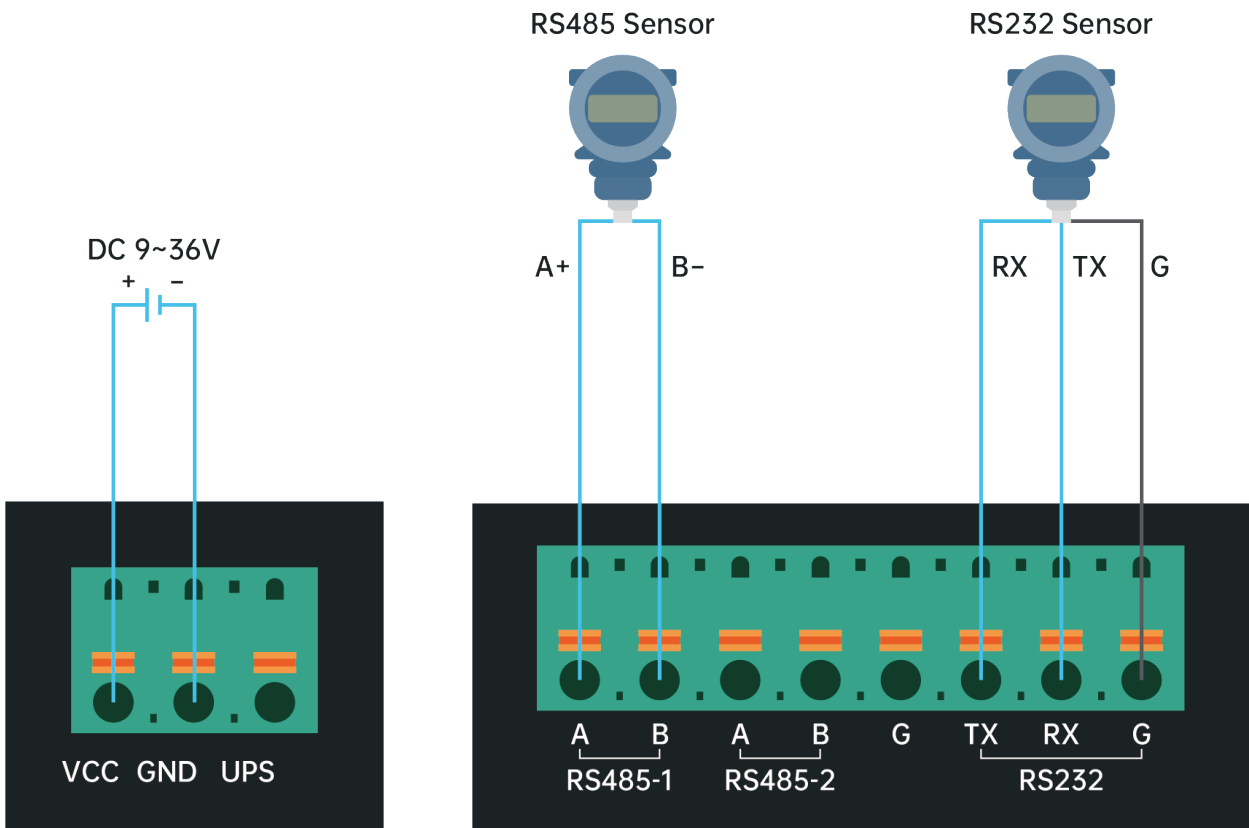 RS485 Sensor
RS232 Sensor
DC 9~36V
+ −
A+ B−
RX TX G
VCC GND UPS
A B A B G TX RX G
RS485-1 RS485-2 RS232